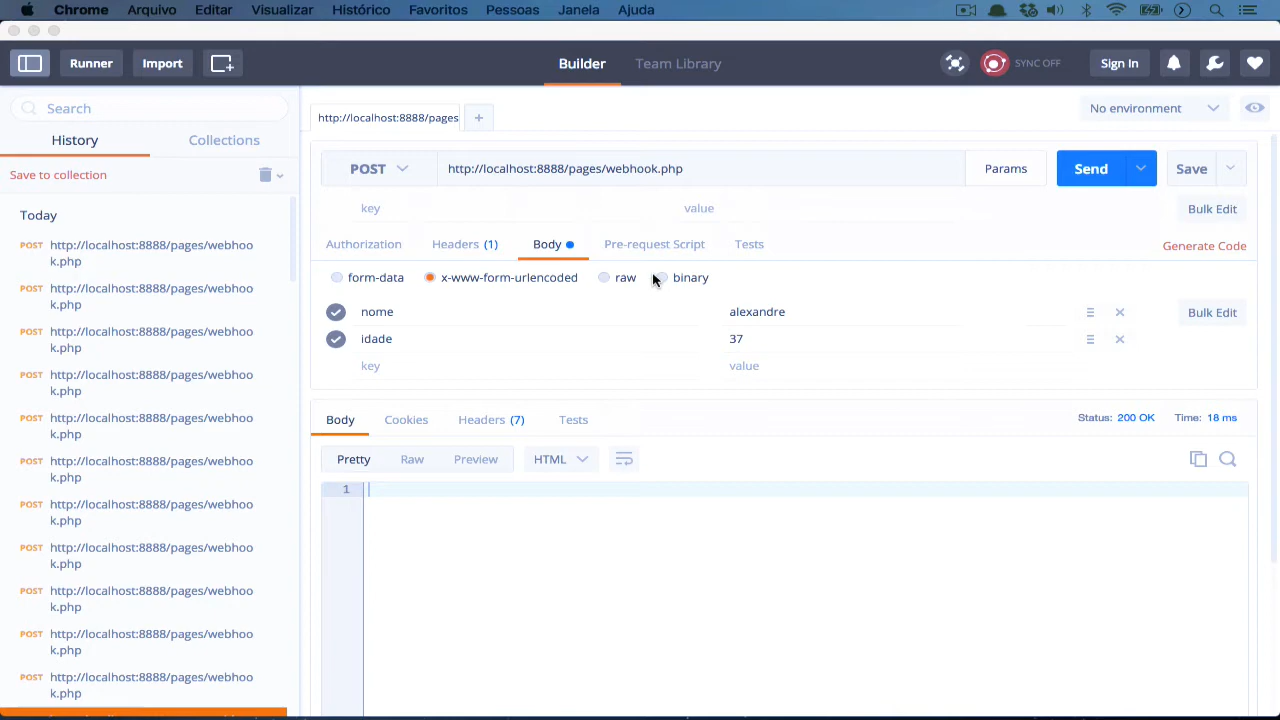 Chrome Arquivo Editar Visualizar Histórico Favoritos Pessoas Janela Ajuda
Runner Import Builder Team Library SYNC OFF Sign In
Search
History Collections
Save to collection
Today
POST http://localhost:8888/pages/webhoo
k.php
POST http://localhost:8888/pages/webhoo
k.php
POST http://localhost:8888/pages/webhoo
k.php
POST http://localhost:8888/pages/webhoo
k.php
POST http://localhost:8888/pages/webhoo
k.php
POST http://localhost:8888/pages/webhoo
k.php
POST http://localhost:8888/pages/webhoo
k.php
POST http://localhost:8888/pages/webhoo
k.php
POST http://localhost:8888/pages/webhoo
k.php
POST http://localhost:8888/pages/webhoo
k.php
POST http://localhost:8888/pages/webhoo
k.php
http://localhost:8888/pages +
No environment
POST http://localhost:8888/pages/webhook.php Params Send Save
key value Bulk Edit
Authorization Headers (1) Body Pre-request Script Tests Generate Code
form-data x-www-form-urlencoded raw binary
nome alexandre Bulk Edit
idade 37
key value
Body Cookies Headers (7) Tests Status: 200 OK Time: 18 ms
Pretty Raw Preview HTML
1